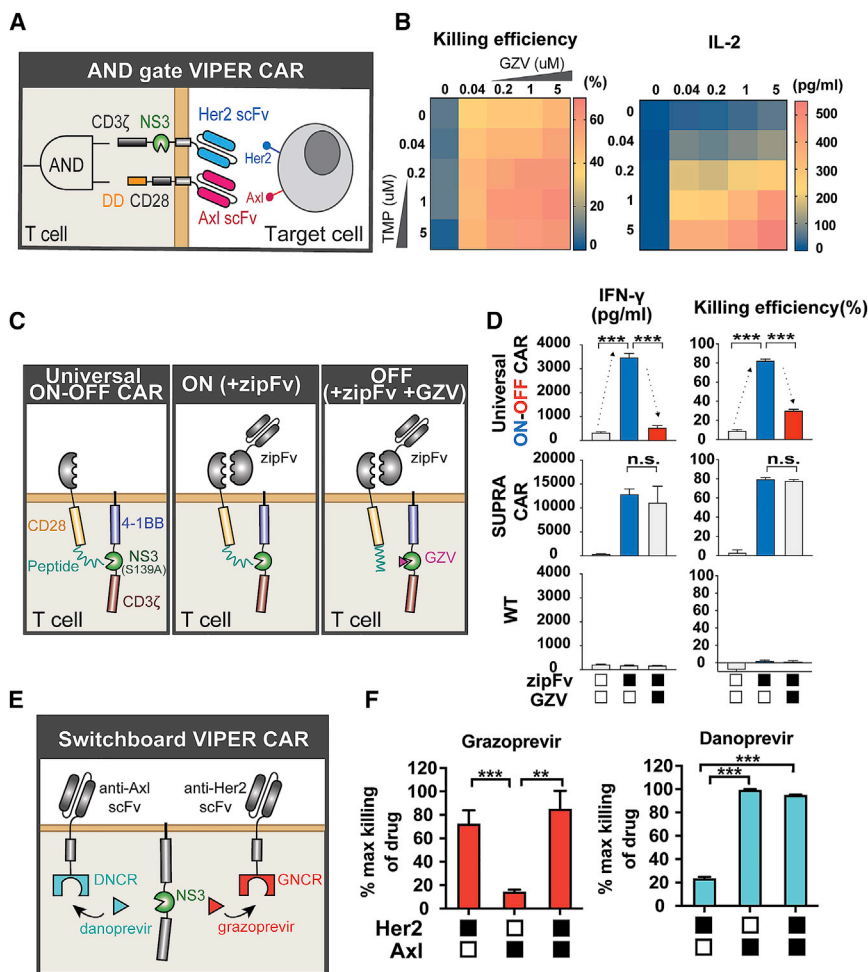 A
AND gate VIPER CAR
CD3ζ NS3
Her2 scFv
AND
Her2
Axl
DD CD28
Axl scFv
T cell
Target cell
B
Killing efficiency
GZV (uM)
0 0.04 0.2 1 5
(%)
0
0.04
0.2
1
5
TMP (uM)
60
40
20
0
IL-2
(pg/ml)
0 0.04 0.2 1 5
0
0.04
0.2
1
5
500
400
300
200
100
0
C
Universal
ON-OFF CAR
CD28
4-1BB
Peptide
NS3
(S139A)
CD3ζ
T cell
ON (+zipFv)
zipFv
T cell
OFF
(+zipFv +GZV)
zipFv
GZV
T cell
D
IFN-γ
(pg/ml)
Killing efficiency(%)
Universal
ON-OFF CAR
4000
3000
2000
1000
0
*** ***
100
80
60
40
20
0
*** ***
SUPRA
CAR
20000
15000
10000
5000
0
n.s.
100
80
60
40
20
0
n.s.
WT
4000
3000
2000
1000
0
100
80
60
40
20
0
zipFv
GZV
E
Switchboard VIPER CAR
anti-Axl
scFv
anti-Her2
scFv
DNCR
NS3
GNCR
danoprevir
grazoprevir
F
Grazoprevir
% max killing
of drug
120
100
80
60
40
20
0
*** **
Her2
Axl
Danoprevir
% max killing
of drug
120
100
80
60
40
20
0
***
***